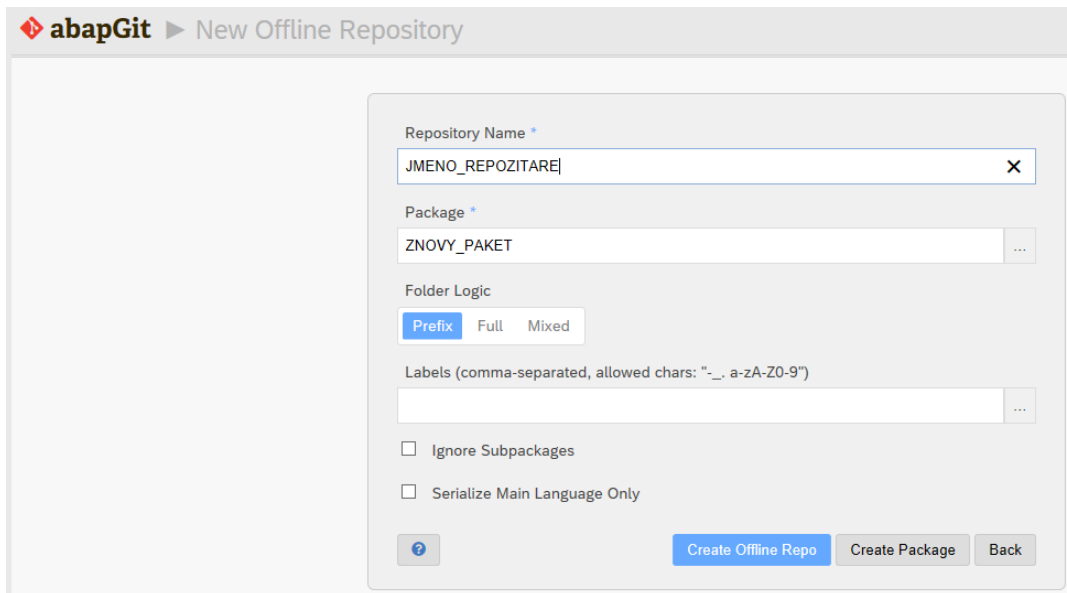 abapGit ▶ New Offline Repository
Repository Name *
JMENO_REPOZITARE
Package *
ZNOVY_PAKET
...
Folder Logic
Prefix Full Mixed
Labels (comma-separated, allowed chars: "-_. a-zA-Z0-9")
...
Ignore Subpackages
Serialize Main Language Only
? Create Offline Repo Create Package Back